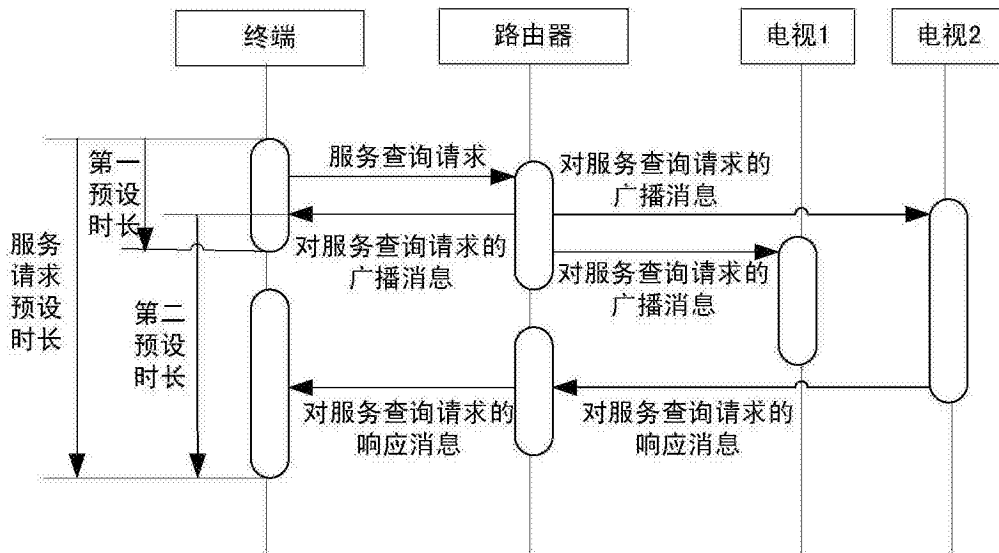 终端
路由器
电视1
电视2
服务查询请求
对服务查询请求的
广播消息
第一
预设
时长
对服务查询请求的
广播消息
对服务查询请求的
广播消息
服务
请求
预设
时长
第二
预设
时长
对服务查询请求的
响应消息
对服务查询请求的
响应消息